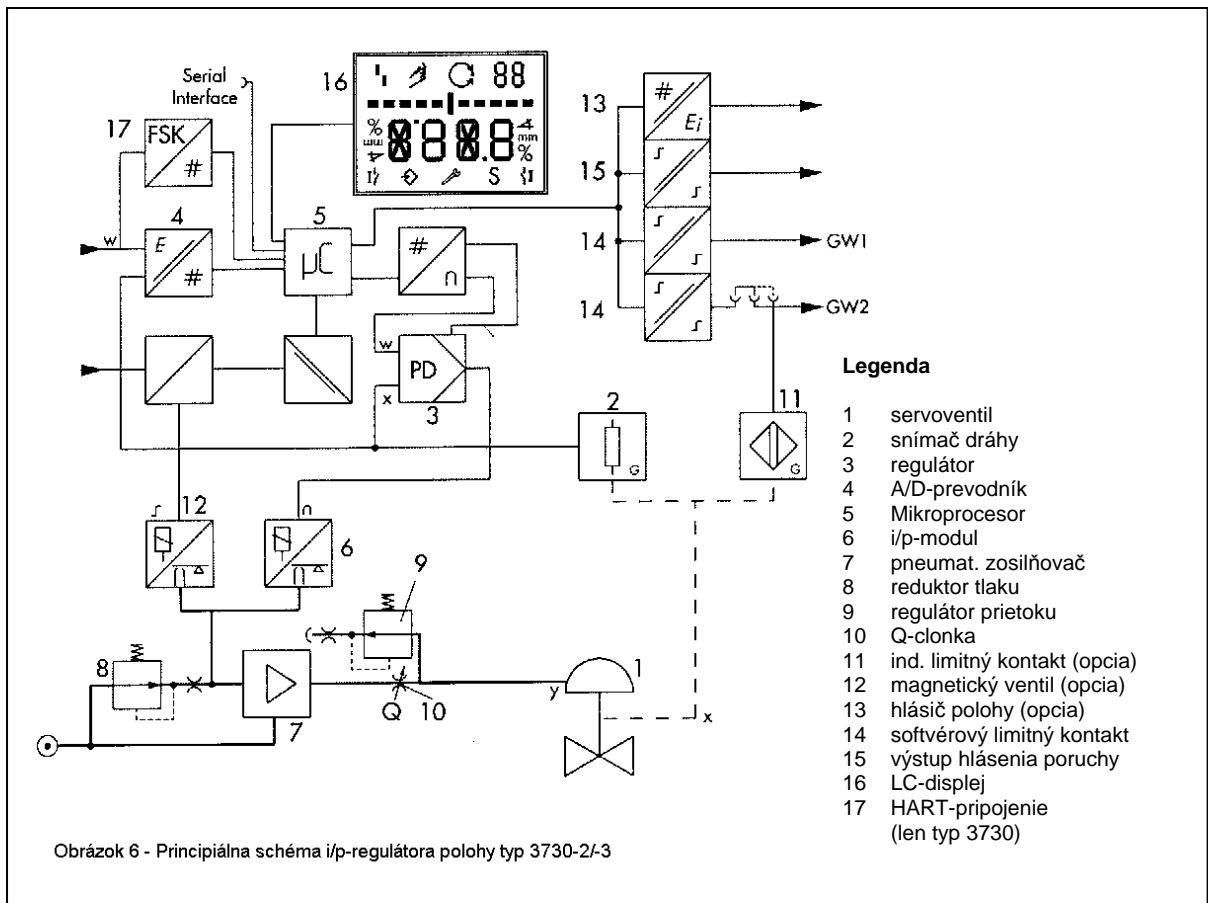 Serial
Interface
16
88
% mm
8.8.8.8
mm %
S
17
FSK
#
w
4
E
#
5
µC
#
n
w
PD
x
3
13
#
Ei
15
14
GW1
14
GW2
2
G
11
G
12
6
8
7
9
Q
10
y
1
x
Legenda
1 servoventil
2 snímač dráhy
3 regulátor
4 A/D-prevodník
5 Mikroprocesor
6 i/p-modul
7 pneumat. zosilňovač
8 reduktor tlaku
9 regulátor prietoku
10 Q-clonka
11 ind. limitný kontakt (opcia)
12 magnetický ventil (opcia)
13 hlásič polohy (opcia)
14 softvérový limitný kontakt
15 výstup hlásenia poruchy
16 LC-displej
17 HART-pripojenie
(len typ 3730)
Obrázok 6 - Principiálna schéma i/p-regulátora polohy typ 3730-2/-3